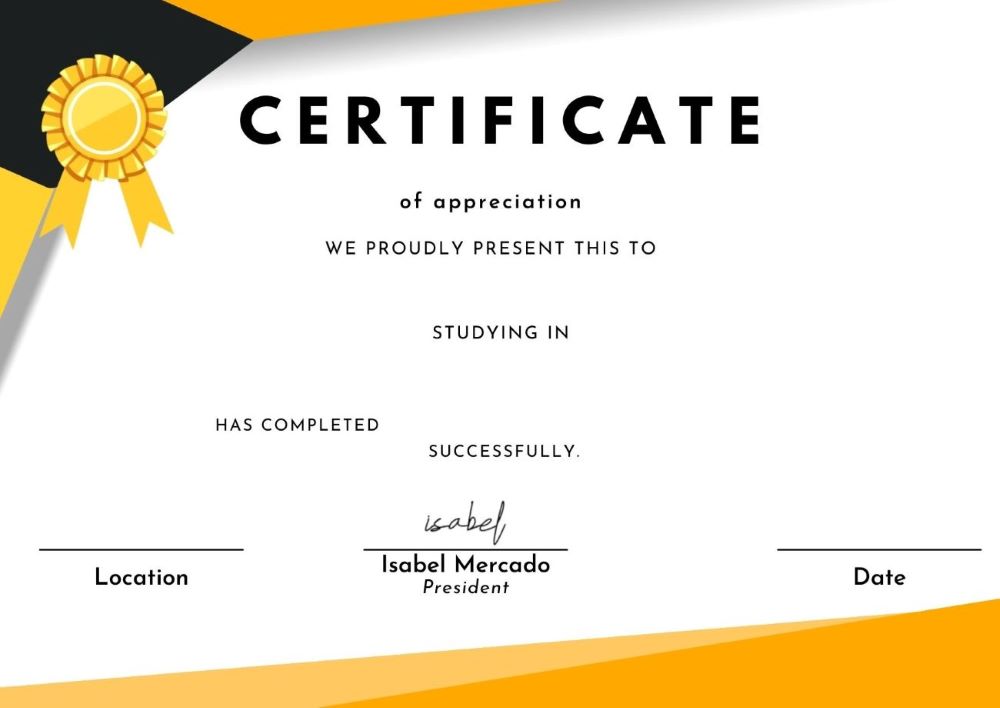 CERTIFICATE
of appreciation
WE PROUDLY PRESENT THIS TO
STUDYING IN
HAS COMPLETED
SUCCESSFULLY.
isabel
Isabel Mercado
President
Location
Date